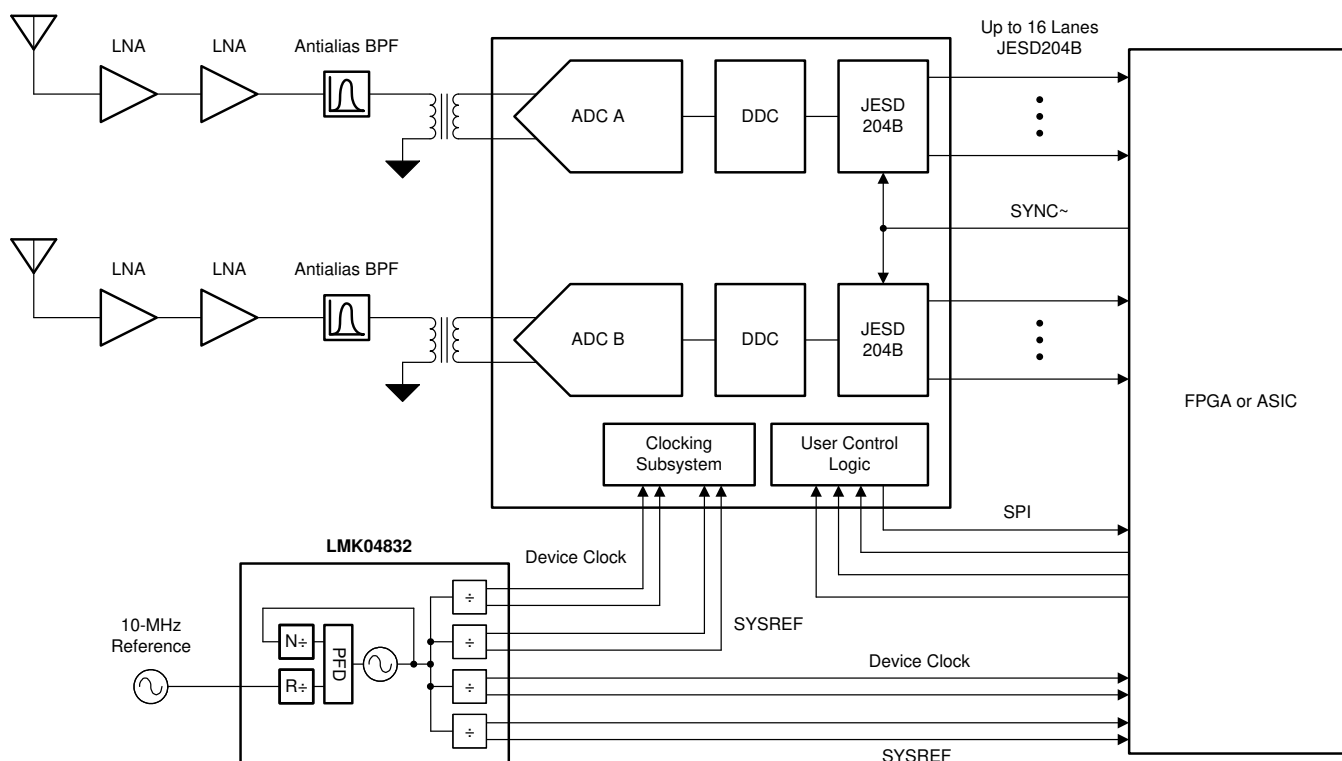 Up to 16 Lanes
JESD204B
LNA
LNA
Antialias BPF
ADC A
DDC
JESD
204B
SYNC~
LNA
LNA
Antialias BPF
ADC B
DDC
JESD
204B
FPGA or ASIC
Clocking
Subsystem
User Control
Logic
SPI
LMK04832
Device Clock
10-MHz
Reference
N÷
R÷
PFD
÷
÷
÷
÷
SYSREF
Device Clock
SYSREF